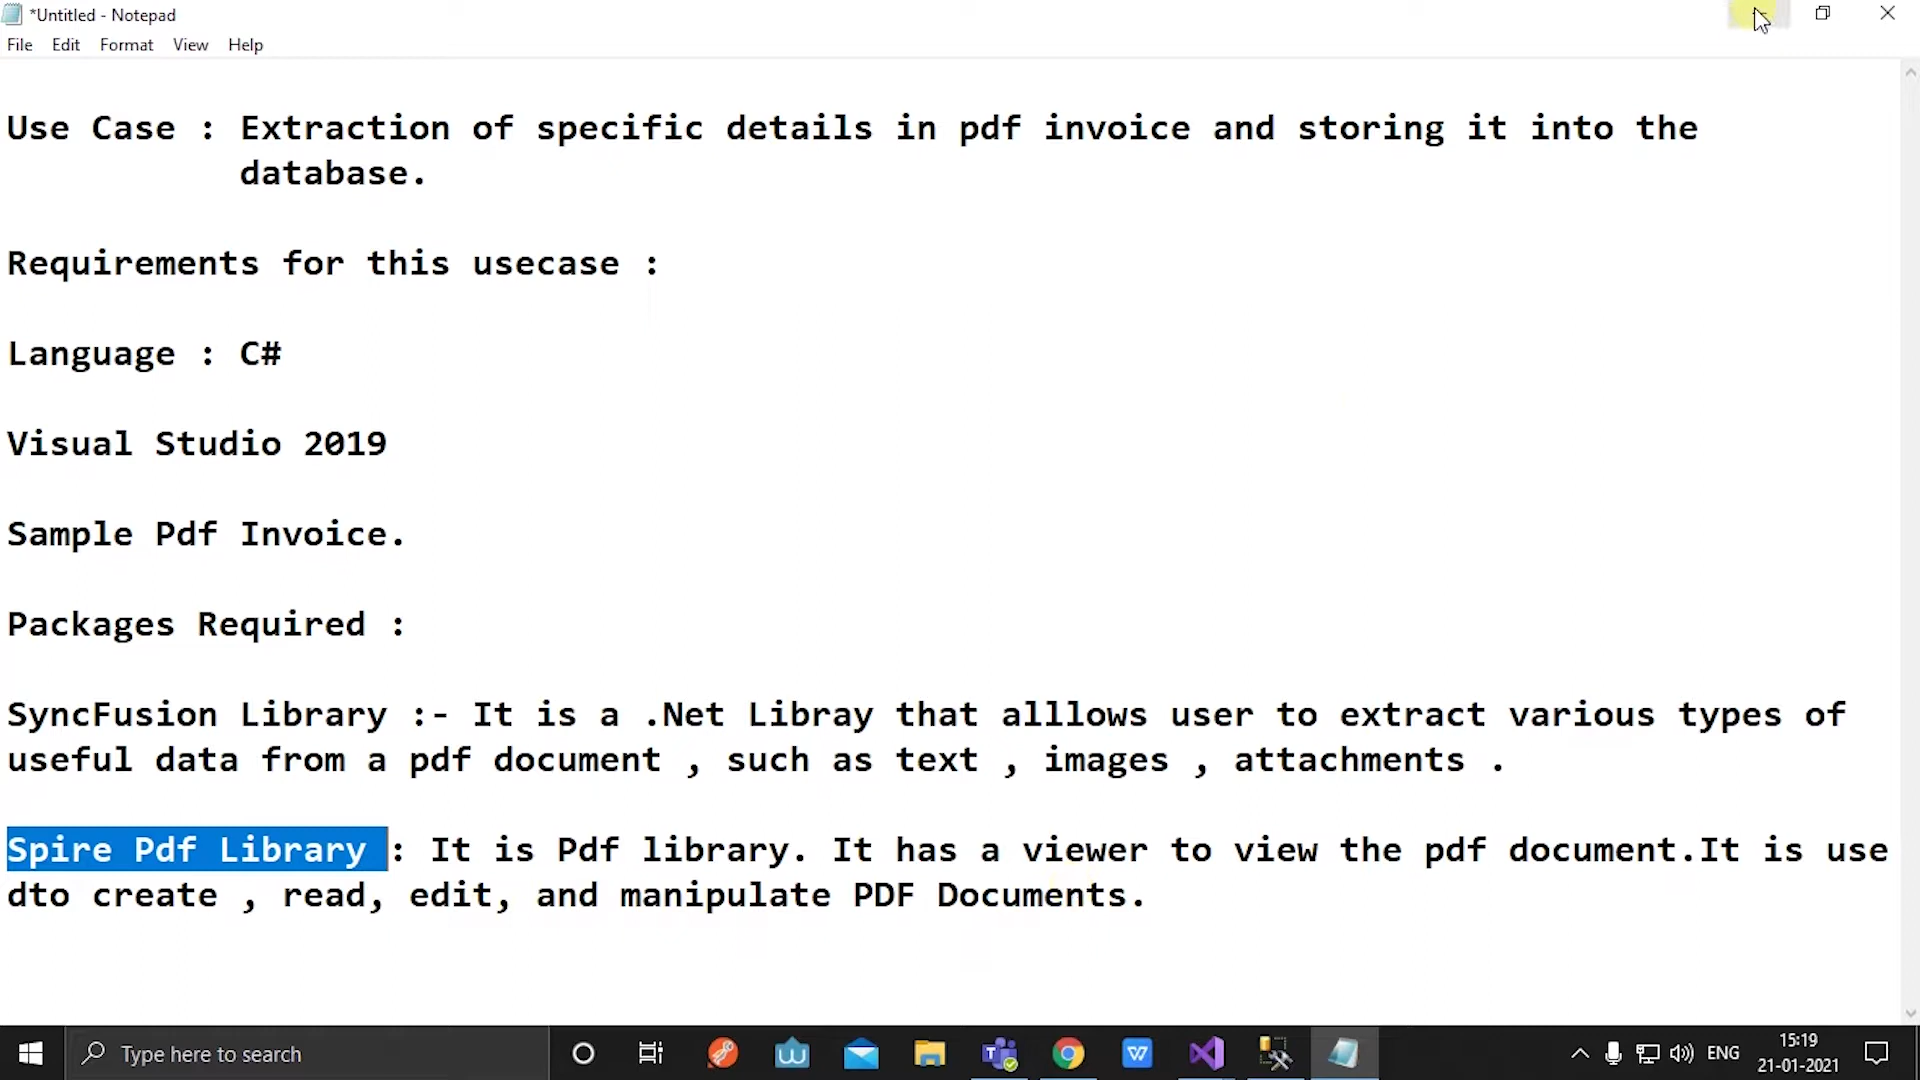 *Untitled - Notepad
File Edit Format View Help
Use Case : Extraction of specific details in pdf invoice and storing it into the
database.
Requirements for this usecase :
Language : C#
Visual Studio 2019
Sample Pdf Invoice.
Packages Required :
SyncFusion Library :- It is a .Net Libray that alllows user to extract various types of
useful data from a pdf document , such as text , images , attachments .
Spire Pdf Library : It is Pdf library. It has a viewer to view the pdf document.It is use
dto create , read, edit, and manipulate PDF Documents.
Type here to search
ENG
15:19
21-01-2021